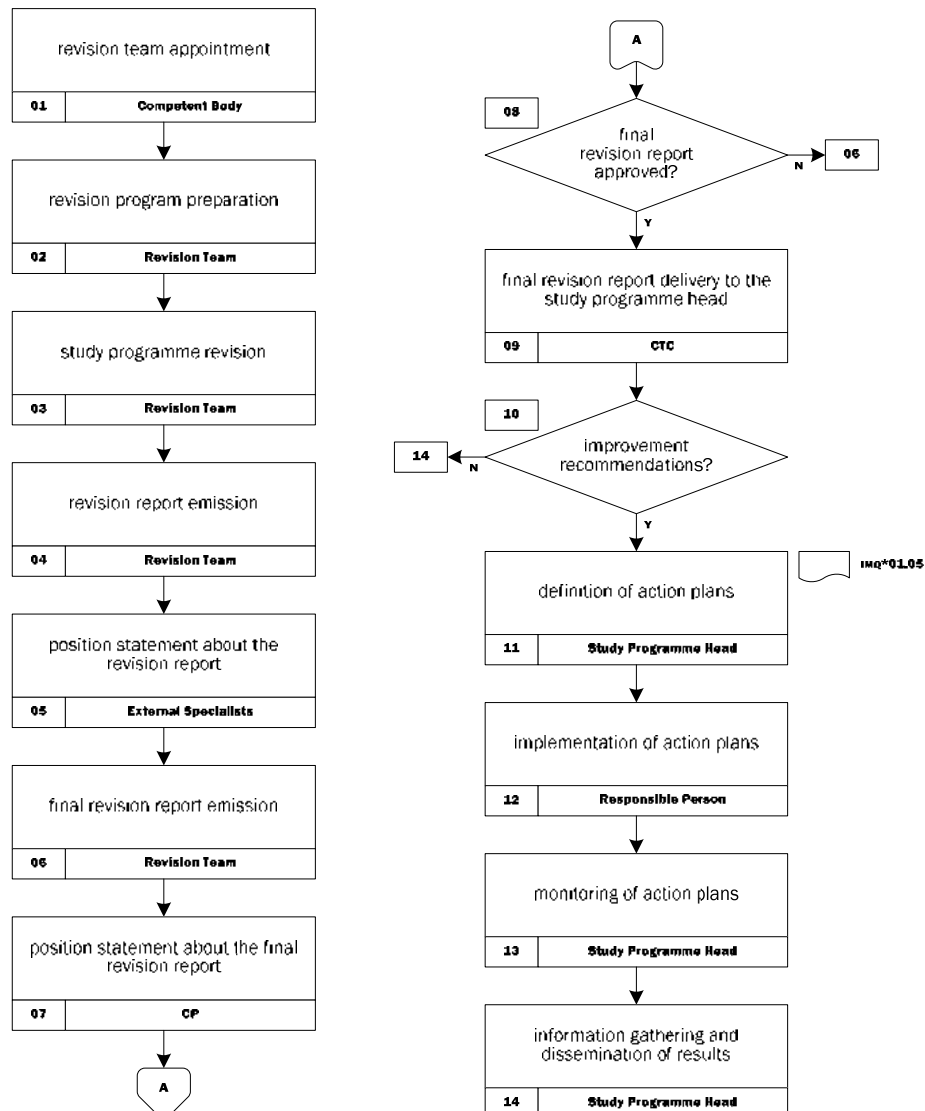 revision team appointment
01 Competent Body
revision program preparation
02 Revision Team
study programme revision
03 Revision Team
revision report emission
04 Revision Team
position statement about the
revision report
05 External Specialists
final revision report emission
06 Revision Team
position statement about the final
revision report
07 CP
A
A
08
final
revision report
approved?
N
06
Y
final revision report delivery to the
study programme head
09 CTC
10
improvement
recommendations?
14
N
Y
definition of action plans
IMQ*01.05
11 Study Programme Head
implementation of action plans
12 Responsible Person
monitoring of action plans
13 Study Programme Head
information gathering and
dissemination of results
14 Study Programme Head